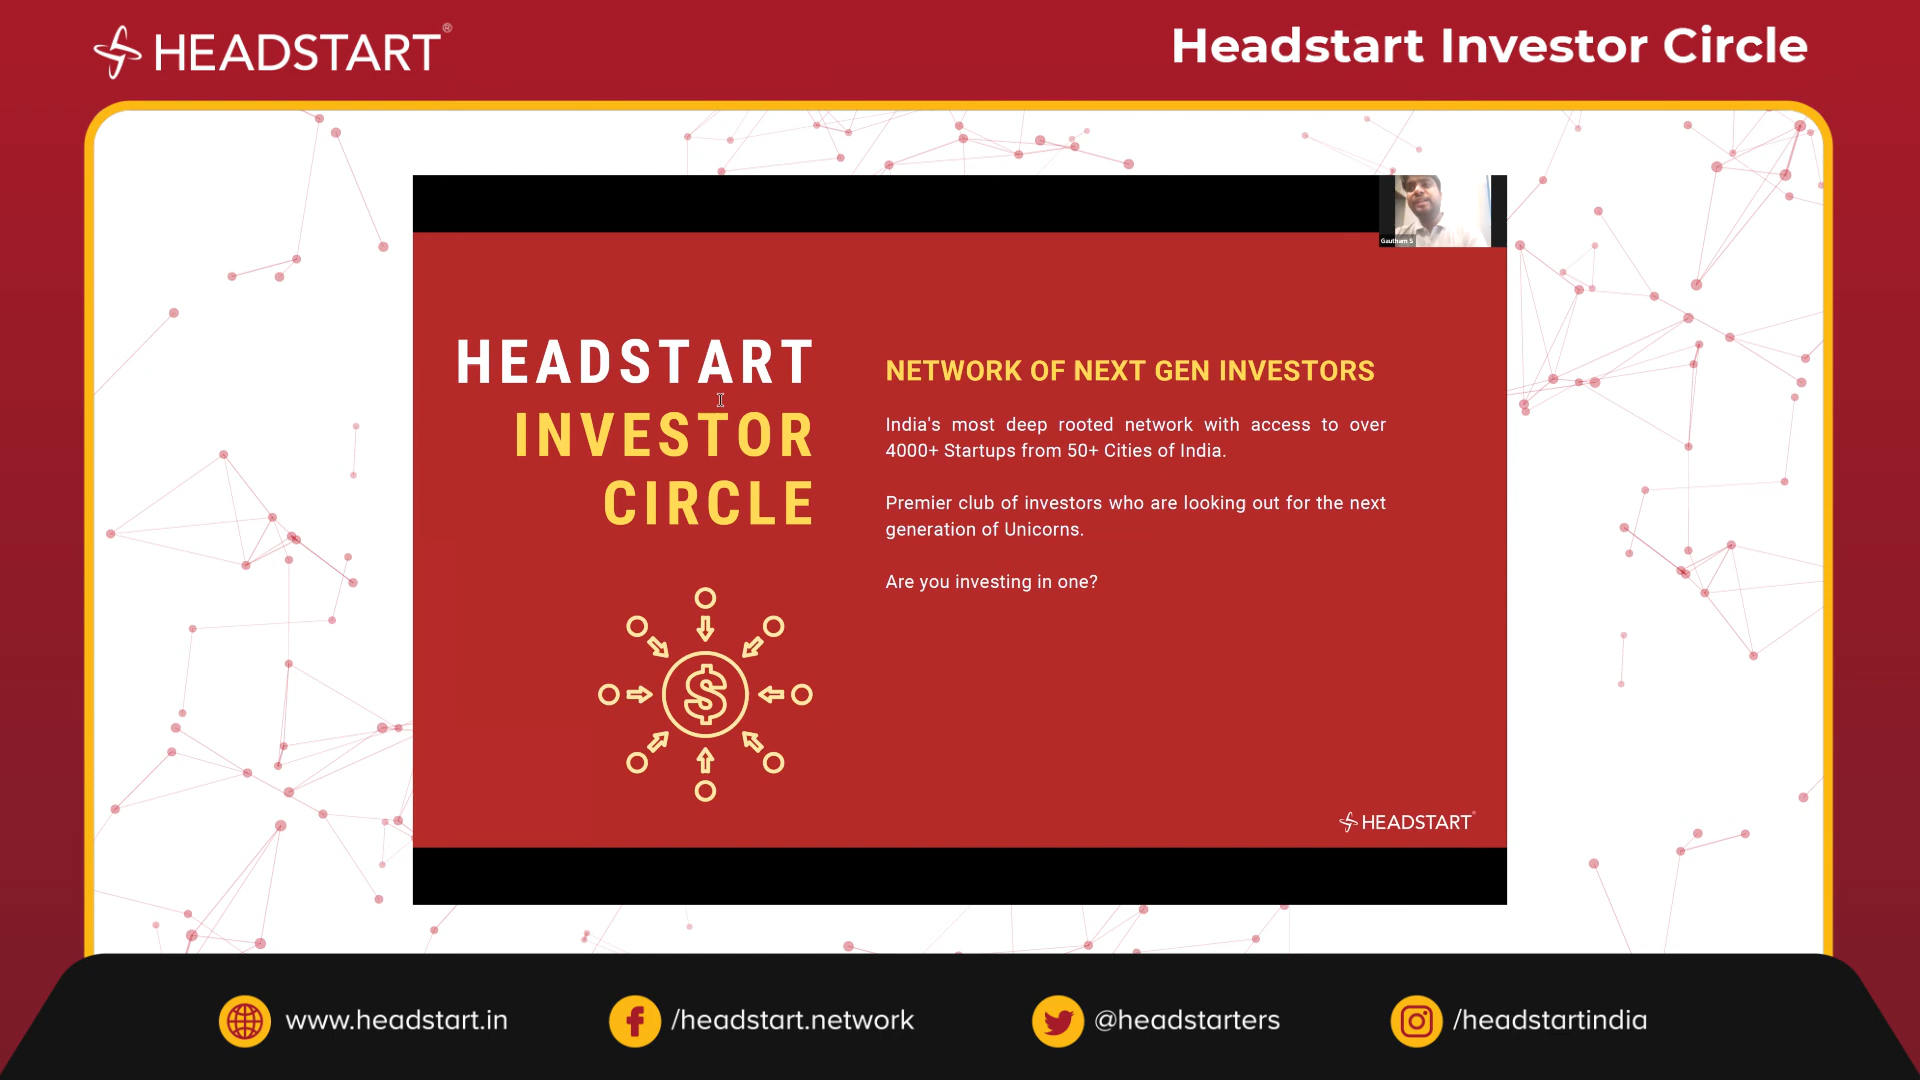 HEADSTART®
Headstart Investor Circle
Gautham S
HEADSTART
INVESTOR
CIRCLE
NETWORK OF NEXT GEN INVESTORS
India's most deep rooted network with access to over
4000+ Startups from 50+ Cities of India.
Premier club of investors who are looking out for the next
generation of Unicorns.
Are you investing in one?
$
HEADSTART®
www.headstart.in
/headstart.network
@headstarters
/headstartindia